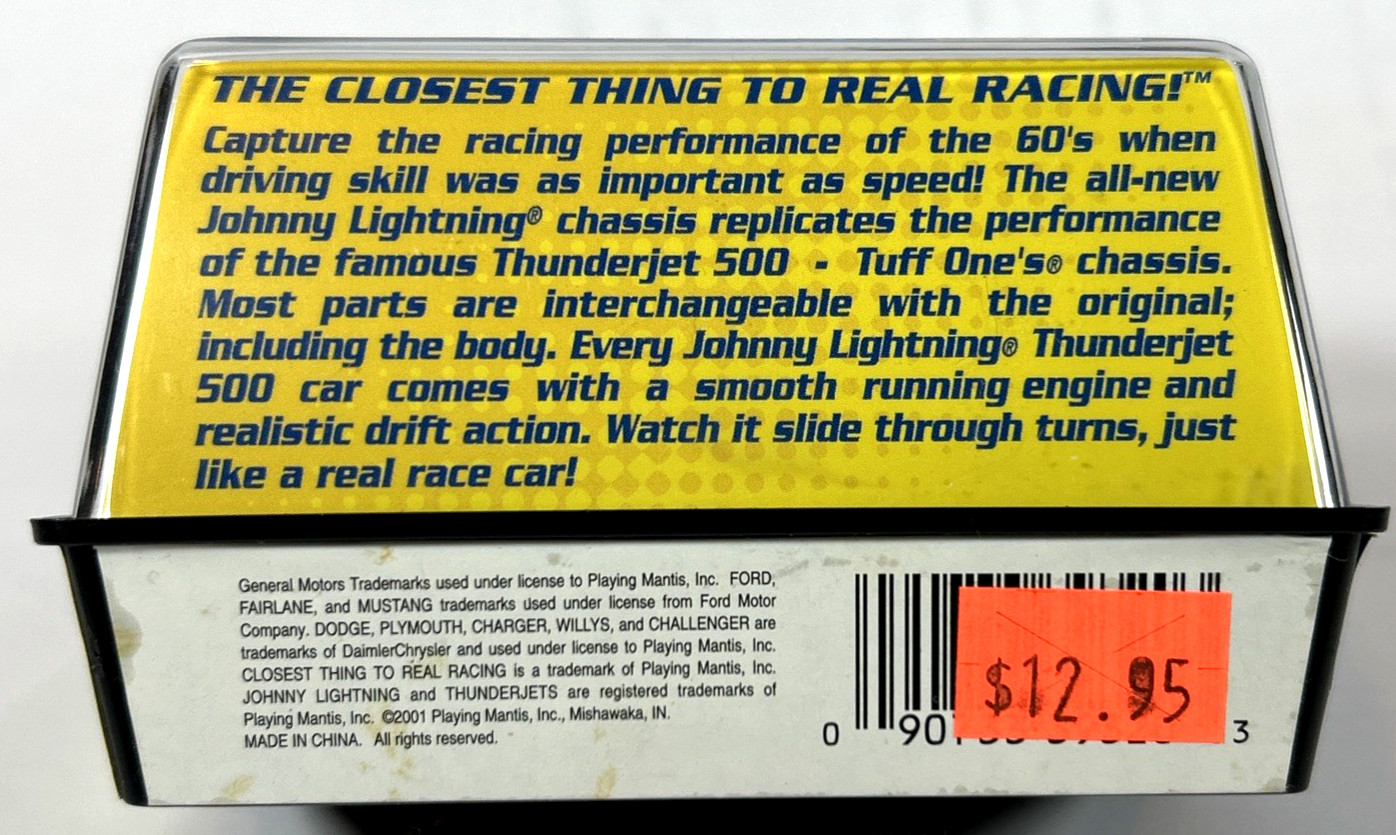 THE CLOSEST THING TO REAL RACING!™
Capture the racing performance of the 60's when
driving skill was as important as speed! The all-new
Johnny Lightning® chassis replicates the performance
of the famous Thunderjet 500 - Tuff One's® chassis.
Most parts are interchangeable with the original;
including the body. Every Johnny Lightning® Thunderjet
500 car comes with a smooth running engine and
realistic drift action. Watch it slide through turns, just
like a real race car!
General Motors Trademarks used under license to Playing Mantis, Inc. FORD,
FAIRLANE, and MUSTANG trademarks used under license from Ford Motor
Company. DODGE, PLYMOUTH, CHARGER, WILLYS, and CHALLENGER are
trademarks of DaimlerChrysler and used under license to Playing Mantis, Inc.
CLOSEST THING TO REAL RACING is a trademark of Playing Mantis, Inc.
JOHNNY LIGHTNING and THUNDERJETS are registered trademarks of
Playing Mantis, Inc. ©2001 Playing Mantis, Inc., Mishawaka, IN.
MADE IN CHINA. All rights reserved.
$12.95
0 90 3